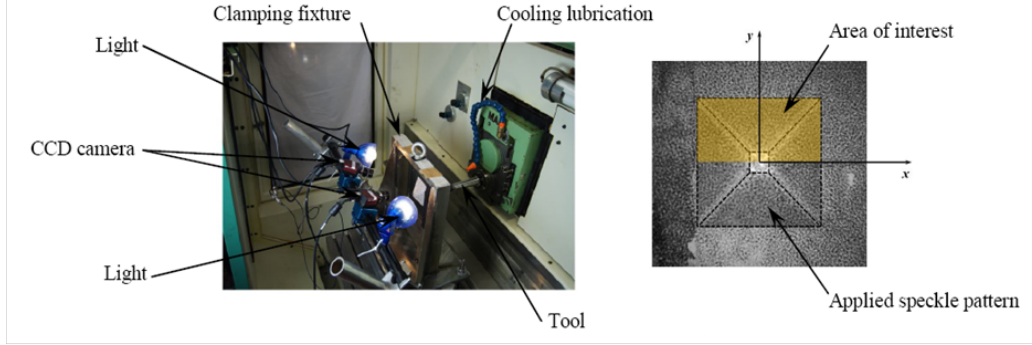 Clamping fixture
Cooling lubrication
Light
CCD camera
Light
Tool
y
Area of interest
x
Applied speckle pattern